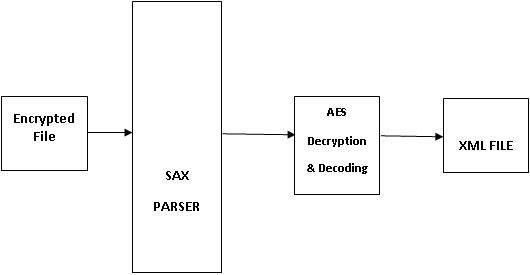 Encrypted
File
SAX
PARSER
AES
Decryption
& Decoding
XML FILE